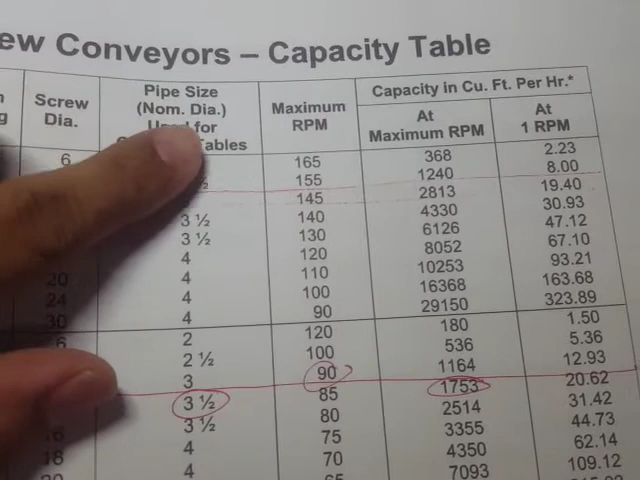 ew Conveyors – Capacity Table
Screw Dia.
Pipe Size (Nom. Dia.) for Tables
Maximum RPM
Capacity in Cu. Ft. Per Hr.*
At Maximum RPM
At 1 RPM
6 165 368 2.23
½ 155 1240 8.00
145 2813 19.40
3 ½ 140 4330 30.93
3 ½ 130 6126 47.12
4 120 8052 67.10
20 4 110 10253 93.21
24 4 100 16368 163.68
30 4 90 29150 323.89
6 2 120 180 1.50
2 ½ 100 536 5.36
3 90 1164 12.93
3 ½ 85 1753 20.62
3 ½ 80 2514 31.42
16 4 75 3355 44.73
18 4 70 4350 62.14
20 4 65 7093 109.12